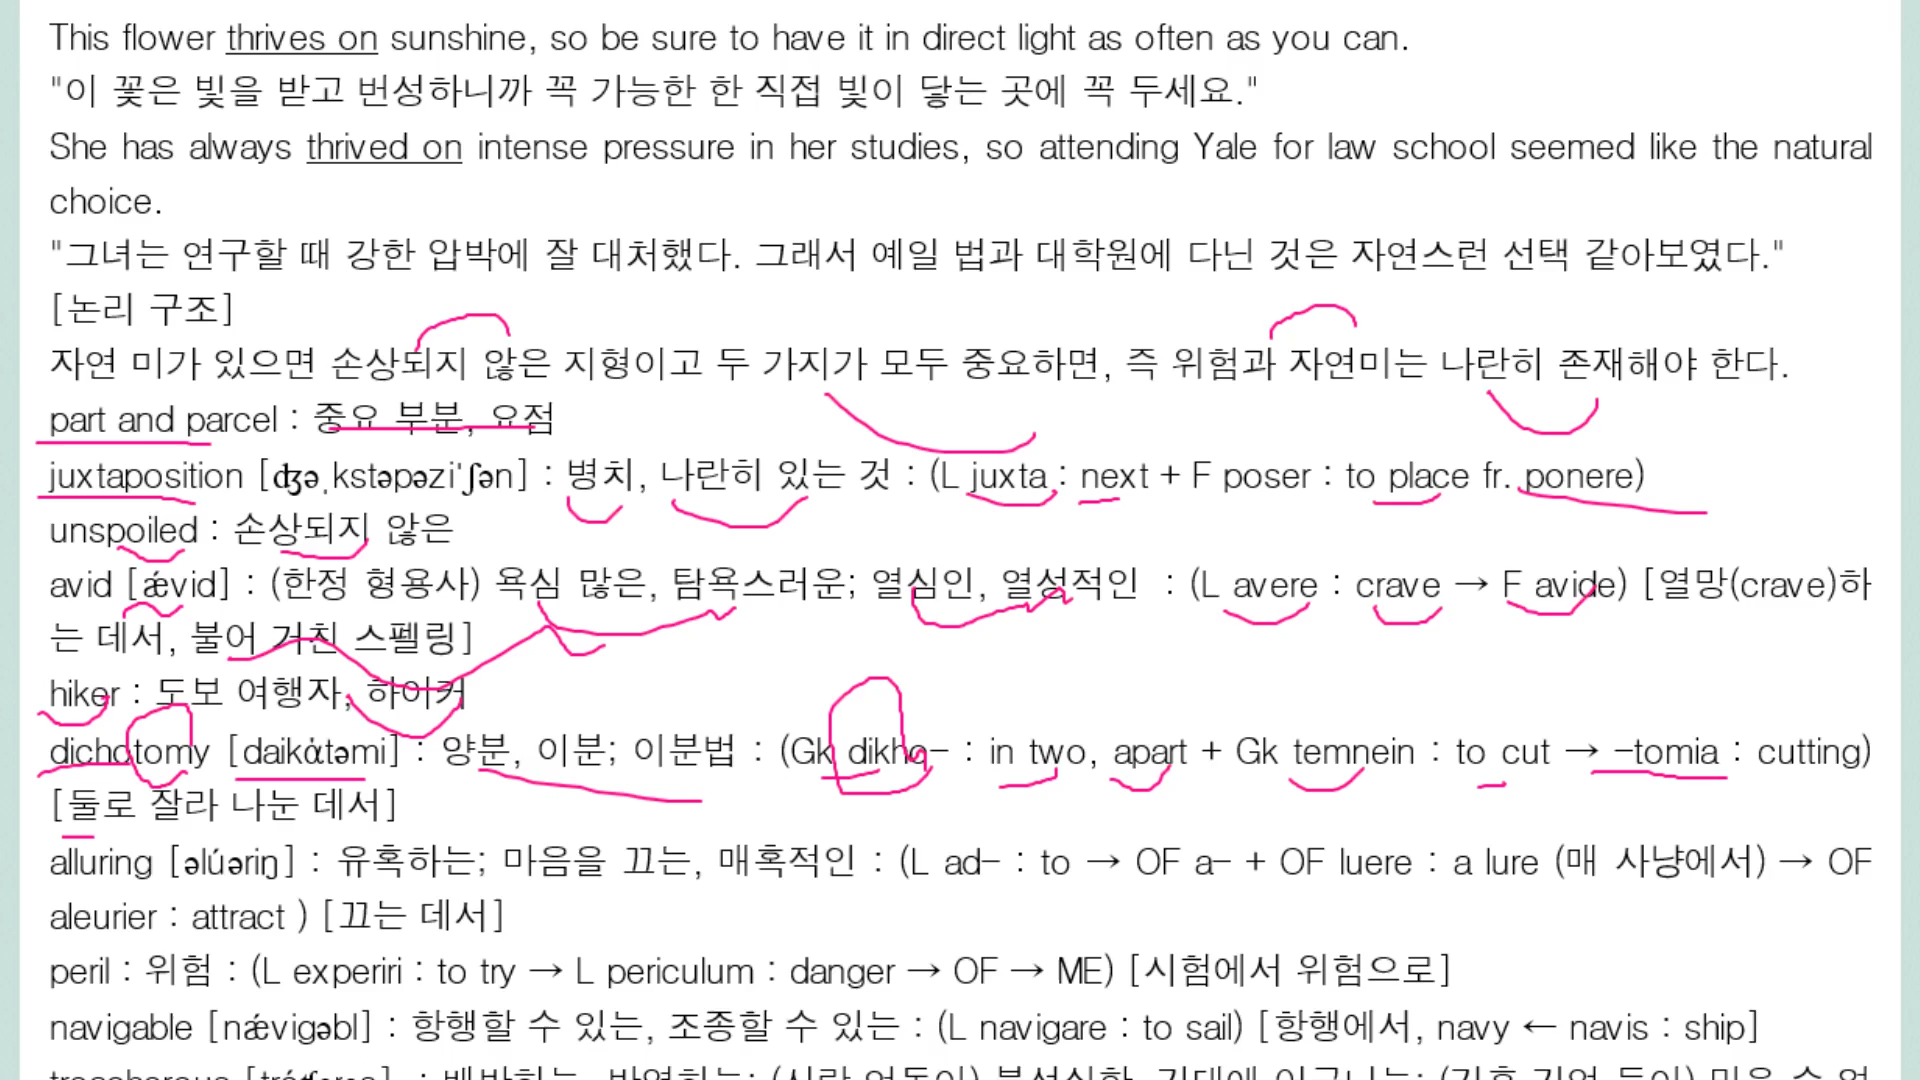 This flower thrives on sunshine, so be sure to have it in direct light as often as you can.
"이 꽃은 빛을 받고 번성하니까 꼭 가능한 한 직접 빛이 닿는 곳에 꼭 두세요."
She has always thrived on intense pressure in her studies, so attending Yale for law school seemed like the natural
choice.
"그녀는 연구할 때 강한 압박에 잘 대처했다. 그래서 예일 법과 대학원에 다닌 것은 자연스런 선택 같아보였다."
[논리 구조]
자연 미가 있으면 손상되지 않은 지형이고 두 가지가 모두 중요하면, 즉 위험과 자연미는 나란히 존재해야 한다.
part and parcel : 중요 부분, 요점
juxtaposition [ʤəˌkstəpəzi'ʃən] : 병치, 나란히 있는 것 : (L juxta : next + F poser : to place fr. ponere)
unspoiled : 손상되지 않은
avid [ǽvid] : (한정 형용사) 욕심 많은, 탐욕스러운; 열심인, 열성적인 : (L avere : crave → F avide) [열망(crave)하
는 데서, 불어 거친 스펠링]
hiker : 도보 여행자, 하이커
dichotomy [daikάtəmi] : 양분, 이분; 이분법 : (Gk dikho- : in two, apart + Gk temnein : to cut → -tomia : cutting)
[둘로 잘라 나눈 데서]
alluring [əlúəriŋ] : 유혹하는; 마음을 끄는, 매혹적인 : (L ad- : to → OF a- + OF luere : a lure (매 사냥에서) → OF
aleurier : attract ) [끄는 데서]
peril : 위험 : (L experiri : to try → L periculum : danger → OF → ME) [시험에서 위험으로]
navigable [nǽvigəbl] : 항행할 수 있는, 조종할 수 있는 : (L navigare : to sail) [항행에서, navy ← navis : ship]